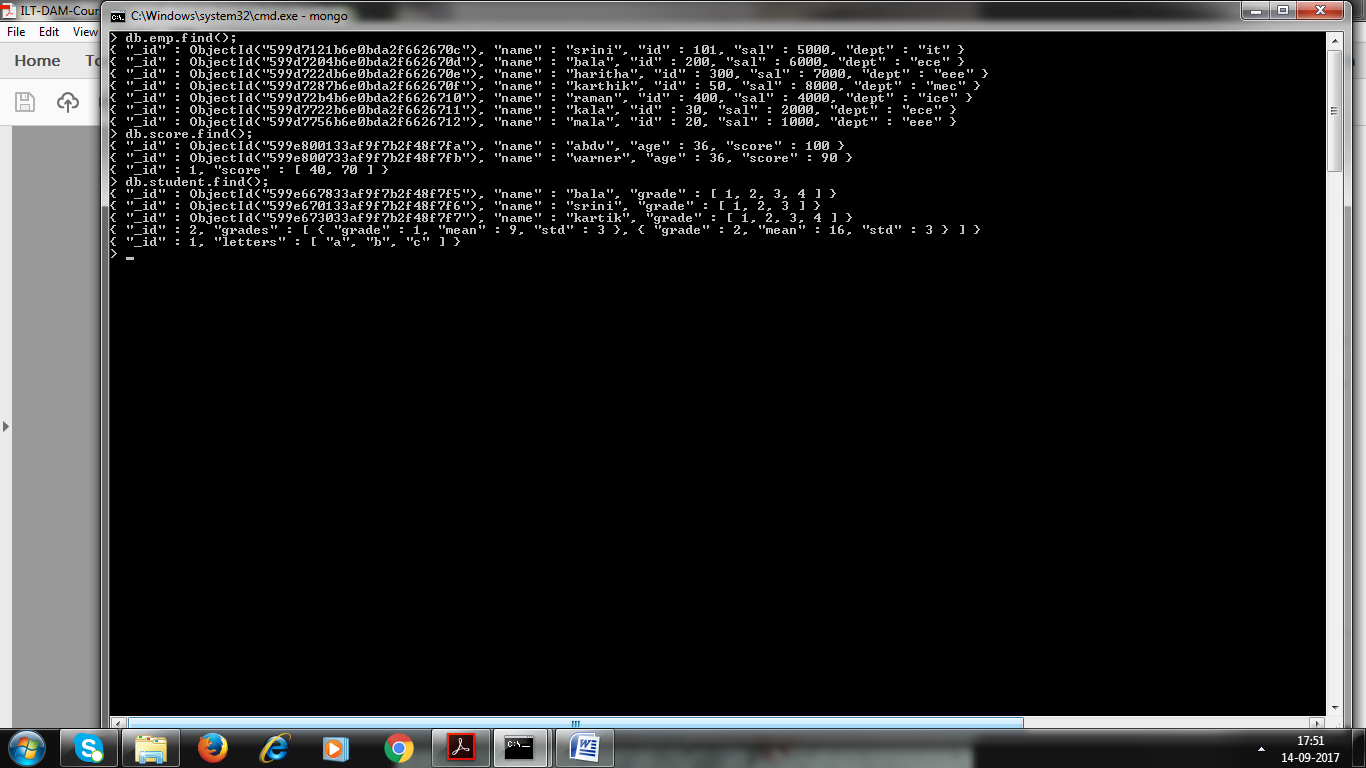 ILT-DAM-Cour
C:\Windows\system32\cmd.exe - mongo
File Edit View
Home To
> db.emp.find();
{ "_id" : ObjectId("599d7121b6e0bda2f662670c"), "name" : "srini", "id" : 101, "sal" : 5000, "dept" : "it" }
{ "_id" : ObjectId("599d7204b6e0bda2f662670d"), "name" : "bala", "id" : 200, "sal" : 6000, "dept" : "ece" }
{ "_id" : ObjectId("599d722db6e0bda2f662670e"), "name" : "haritha", "id" : 300, "sal" : 7000, "dept" : "eee" }
{ "_id" : ObjectId("599d7287b6e0bda2f662670f"), "name" : "karthik", "id" : 50, "sal" : 8000, "dept" : "mec" }
{ "_id" : ObjectId("599d72b4b6e0bda2f6626710"), "name" : "raman", "id" : 400, "sal" : 4000, "dept" : "ice" }
{ "_id" : ObjectId("599d7722b6e0bda2f6626711"), "name" : "kala", "id" : 30, "sal" : 2000, "dept" : "ece" }
{ "_id" : ObjectId("599d7756b6e0bda2f6626712"), "name" : "mala", "id" : 20, "sal" : 1000, "dept" : "eee" }
> db.score.find();
{ "_id" : ObjectId("599e800133af9f7b2f48f7fa"), "name" : "abdv", "age" : 36, "score" : 100 }
{ "_id" : ObjectId("599e800733af9f7b2f48f7fb"), "name" : "warner", "age" : 36, "score" : 90 }
{ "_id" : 1, "score" : [ 40, 70 ] }
> db.student.find();
{ "_id" : ObjectId("599e667833af9f7b2f48f7f5"), "name" : "bala", "grade" : [ 1, 2, 3, 4 ] }
{ "_id" : ObjectId("599e670133af9f7b2f48f7f6"), "name" : "srini", "grade" : [ 1, 2, 3 ] }
{ "_id" : ObjectId("599e673033af9f7b2f48f7f7"), "name" : "kartik", "grade" : [ 1, 2, 3, 4 ] }
{ "_id" : 2, "grades" : [ { "grade" : 1, "mean" : 9, "std" : 3 }, { "grade" : 2, "mean" : 16, "std" : 3 } ] }
{ "_id" : 1, "letters" : [ "a", "b", "c" ] }
>
17:51
14-09-2017